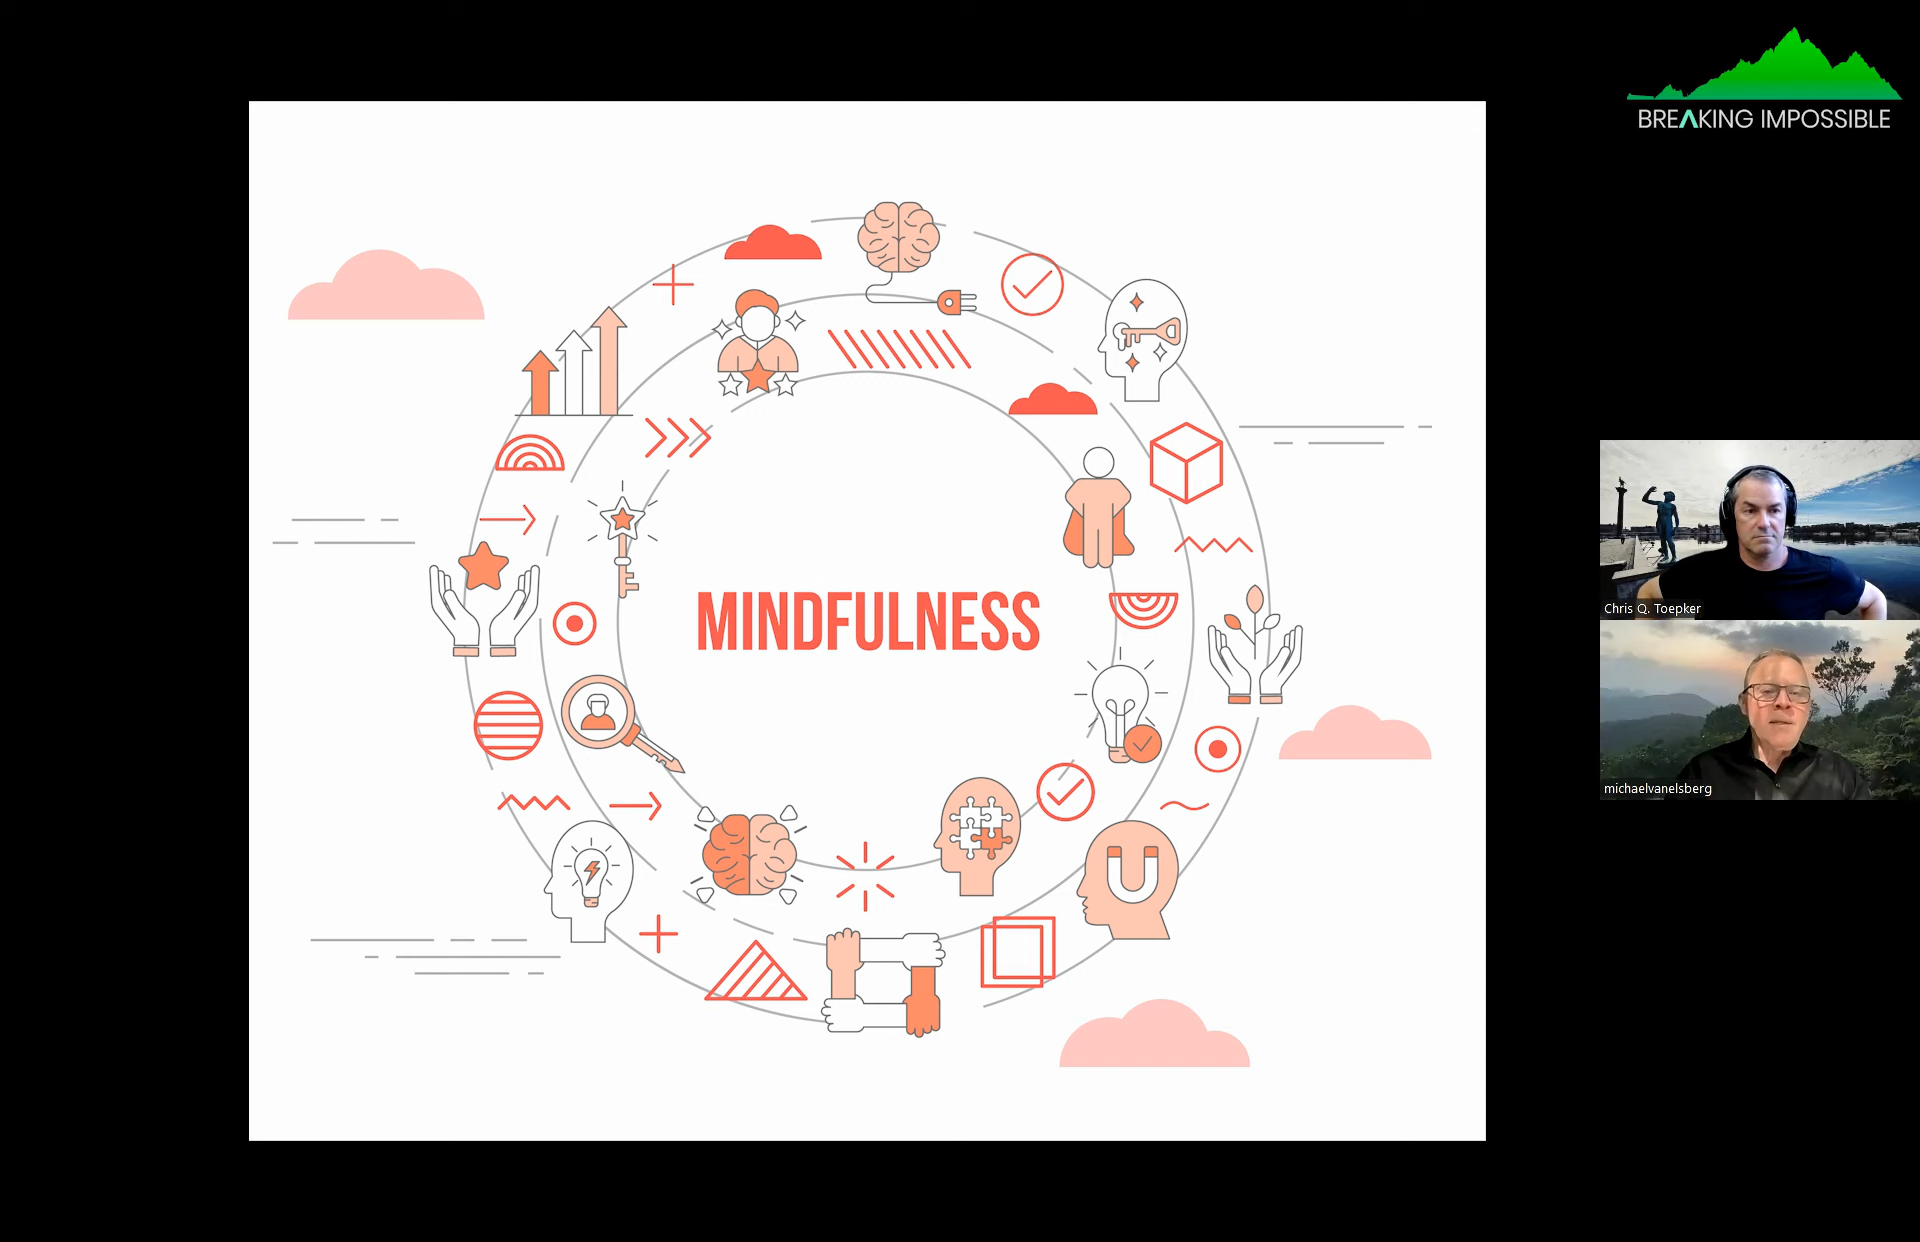 BREAKING IMPOSSIBLE
MINDFULNESS
Chris Q. Toepker
michaelvanelsberg